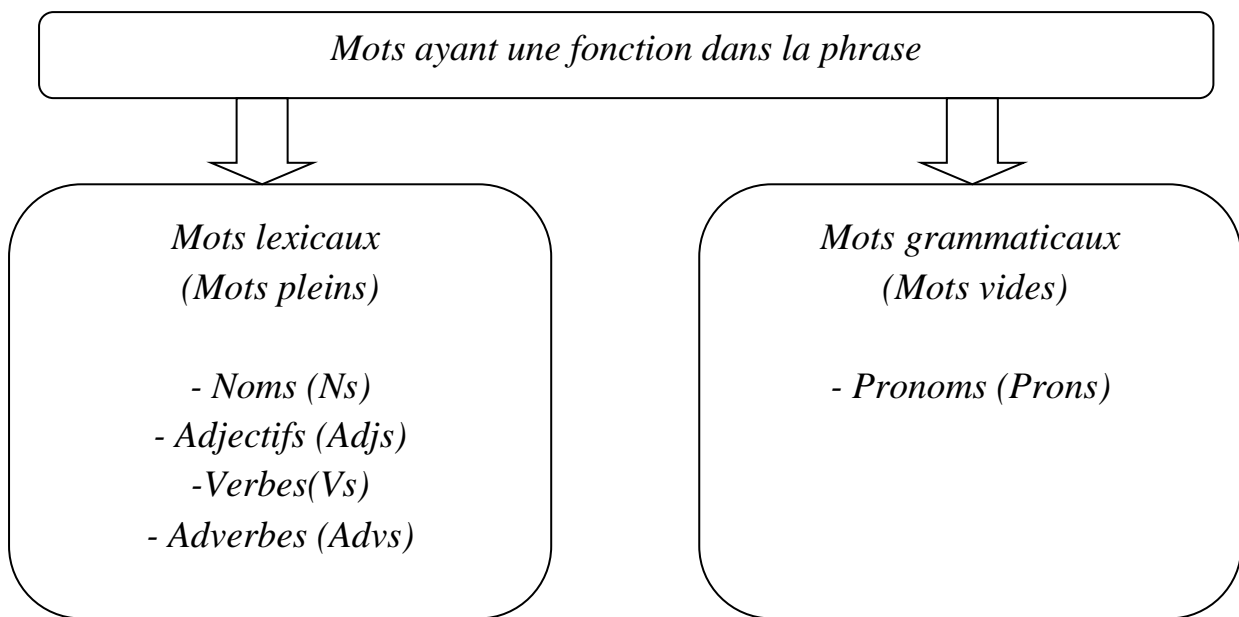 Mots ayant une fonction dans la phrase
Mots lexicaux
(Mots pleins)
- Noms (Ns)
- Adjectifs (Adjs)
-Verbes(Vs)
- Adverbes (Advs)
Mots grammaticaux
(Mots vides)
- Pronoms (Prons)